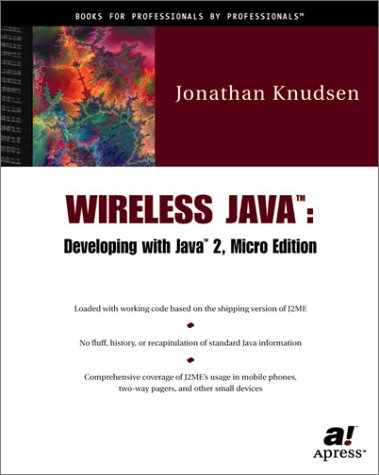 BOOKS FOR PROFESSIONALS BY PROFESSIONALS™
Jonathan Knudsen
WIRELESS JAVA™:
Developing with Java™ 2, Micro Edition
Loaded with working code based on the shipping version of J2ME
No fluff, history, or recapitulation of standard Java information
Comprehensive coverage of J2ME's usage in mobile phones,
two-way pagers, and other small devices
a!
Apress™